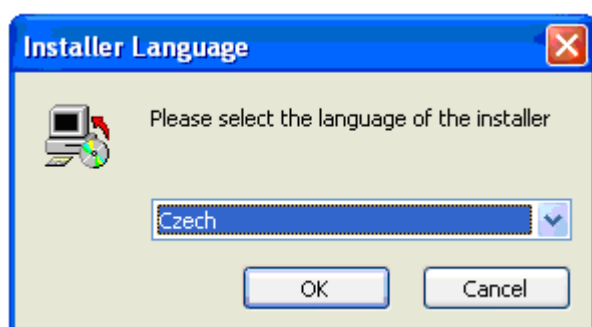 Installer Language
Please select the language of the installer
Czech
OK
Cancel